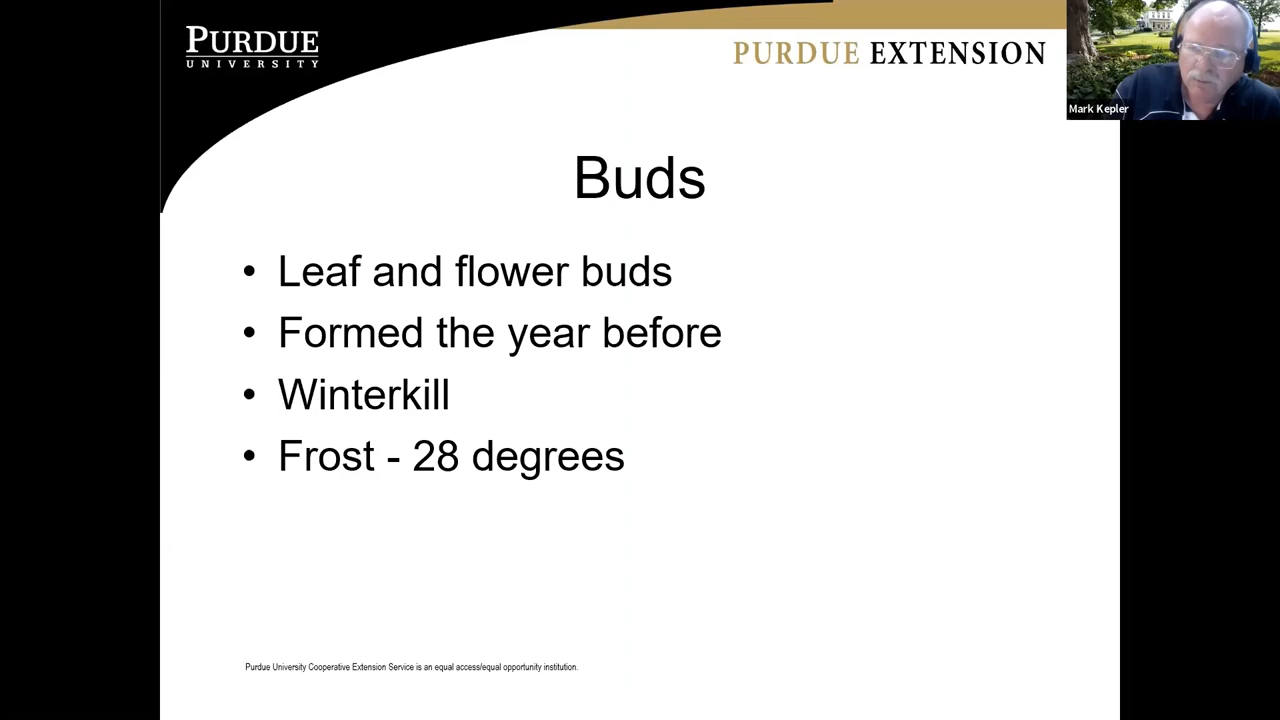 PURDUE
UNIVERSITY
PURDUE EXTENSION
Mark Kepler
Buds
• Leaf and flower buds
• Formed the year before
• Winterkill
• Frost - 28 degrees
Purdue University Cooperative Extension Service is an equal access/equal opportunity institution.